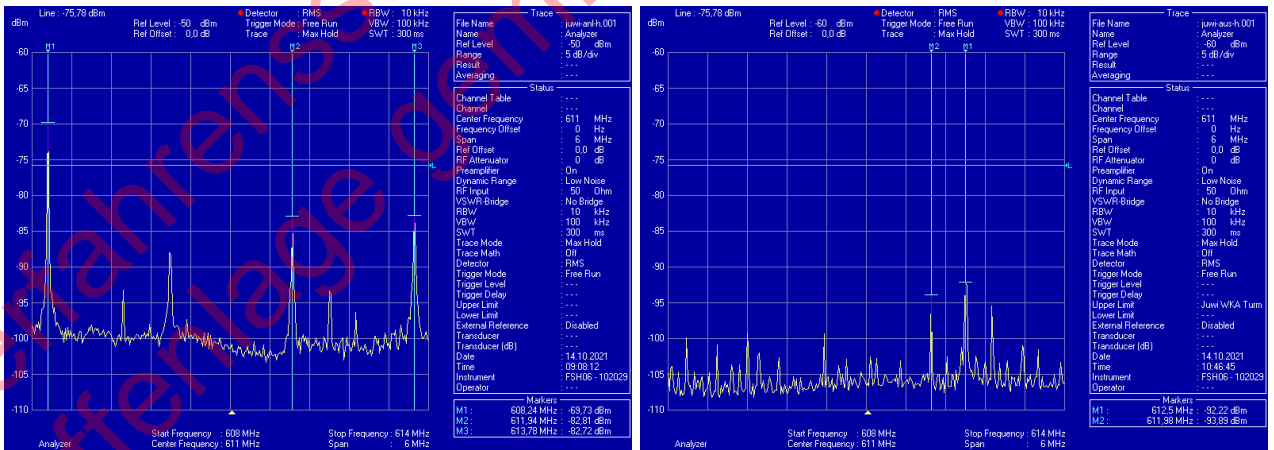 Line : -75,78 dBm
dBm
Ref Level : -50 dBm
Ref Offset : 0,0 dB
Detector : RMS
Trigger Mode : Free Run
Trace : Max Hold
RBW : 10 kHz
VBW : 100 kHz
SWT : 300 ms
M1
M2
M3
-60
-65
-70
-75
-80
-85
-90
-95
-100
-105
-110
L
Start Frequency : 608 MHz
Center Frequency : 611 MHz
Stop Frequency : 614 MHz
Span : 6 MHz
Analyzer
Trace
File Name : juwi-anl-h.001
Name : Analyzer
Ref Level : -50 dBm
Range : 5 dB/div
Result : - - -
Averaging : - - -
Status
Channel Table : - - -
Channel : - - -
Center Frequency : 611 MHz
Frequency Offset : 0 Hz
Span : 6 MHz
Ref Offset : 0,0 dB
RF Attenuator : 0 dB
Preamplifier : On
Dynamic Range : Low Noise
RF Input : 50 Ohm
VSWR-Bridge : No Bridge
RBW : 10 kHz
VBW : 100 kHz
SWT : 300 ms
Trace Mode : Max Hold
Trace Math : Off
Detector : RMS
Trigger Mode : Free Run
Trigger Level : - - -
Trigger Delay : - - -
Upper Limit : - - -
Lower Limit : - - -
External Reference : Disabled
Transducer : - - -
Transducer (dB) : - - -
Date : 14.10.2021
Time : 09:08:12
Instrument : FSH06 - 102029
Operator : - - -
Markers
M1 : 608,24 MHz : -69,73 dBm
M2 : 611,94 MHz : -82,81 dBm
M3 : 613,78 MHz : -82,72 dBm
Line : -75,78 dBm
dBm
Ref Level : -60 dBm
Ref Offset : 0,0 dB
Detector : RMS
Trigger Mode : Free Run
Trace : Max Hold
RBW : 10 kHz
VBW : 100 kHz
SWT : 300 ms
M2 M1
-60
-65
-70
-75
-80
-85
-90
-95
-100
-105
-110
L
Start Frequency : 608 MHz
Center Frequency : 611 MHz
Stop Frequency : 614 MHz
Span : 6 MHz
Analyzer
Trace
File Name : juwi-aus-h.001
Name : Analyzer
Ref Level : -60 dBm
Range : 5 dB/div
Result : - - -
Averaging : - - -
Status
Channel Table : - - -
Channel : - - -
Center Frequency : 611 MHz
Frequency Offset : 0 Hz
Span : 6 MHz
Ref Offset : 0,0 dB
RF Attenuator : 0 dB
Preamplifier : On
Dynamic Range : Low Noise
RF Input : 50 Ohm
VSWR-Bridge : No Bridge
RBW : 10 kHz
VBW : 100 kHz
SWT : 300 ms
Trace Mode : Max Hold
Trace Math : Off
Detector : RMS
Trigger Mode : Free Run
Trigger Level : - - -
Trigger Delay : - - -
Upper Limit : Juwi WKA Turm
Lower Limit : - - -
External Reference : Disabled
Transducer : - - -
Transducer (dB) : - - -
Date : 14.10.2021
Time : 10:46:45
Instrument : FSH06 - 102029
Operator : - - -
Markers
M1 : 612,5 MHz : -92,22 dBm
M2 : 611,98 MHz : -93,89 dBm